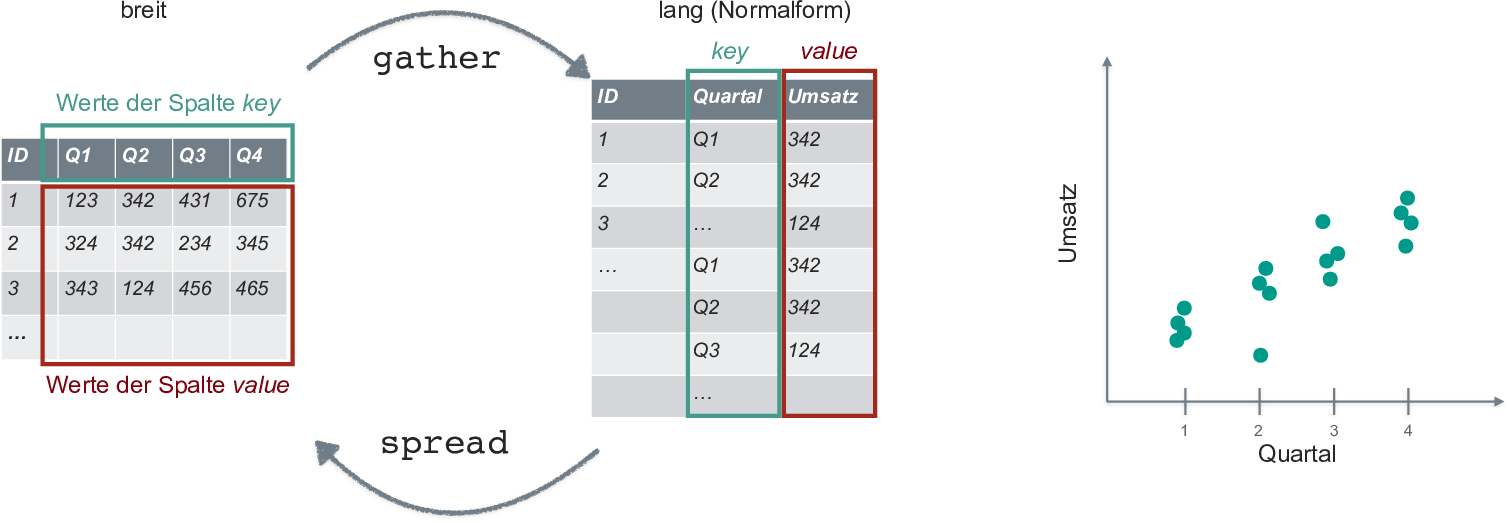 breit
Werte der Spalte key
ID Q1 Q2 Q3 Q4
1 123 342 431 675
2 324 342 234 345
3 343 124 456 465
...
Werte der Spalte value
gather
spread
lang (Normalform)
key value
ID Quartal Umsatz
1 Q1 342
2 Q2 342
3 … 124
… Q1 342
Q2 342
Q3 124
…
Umsatz
1 2 3 4
Quartal